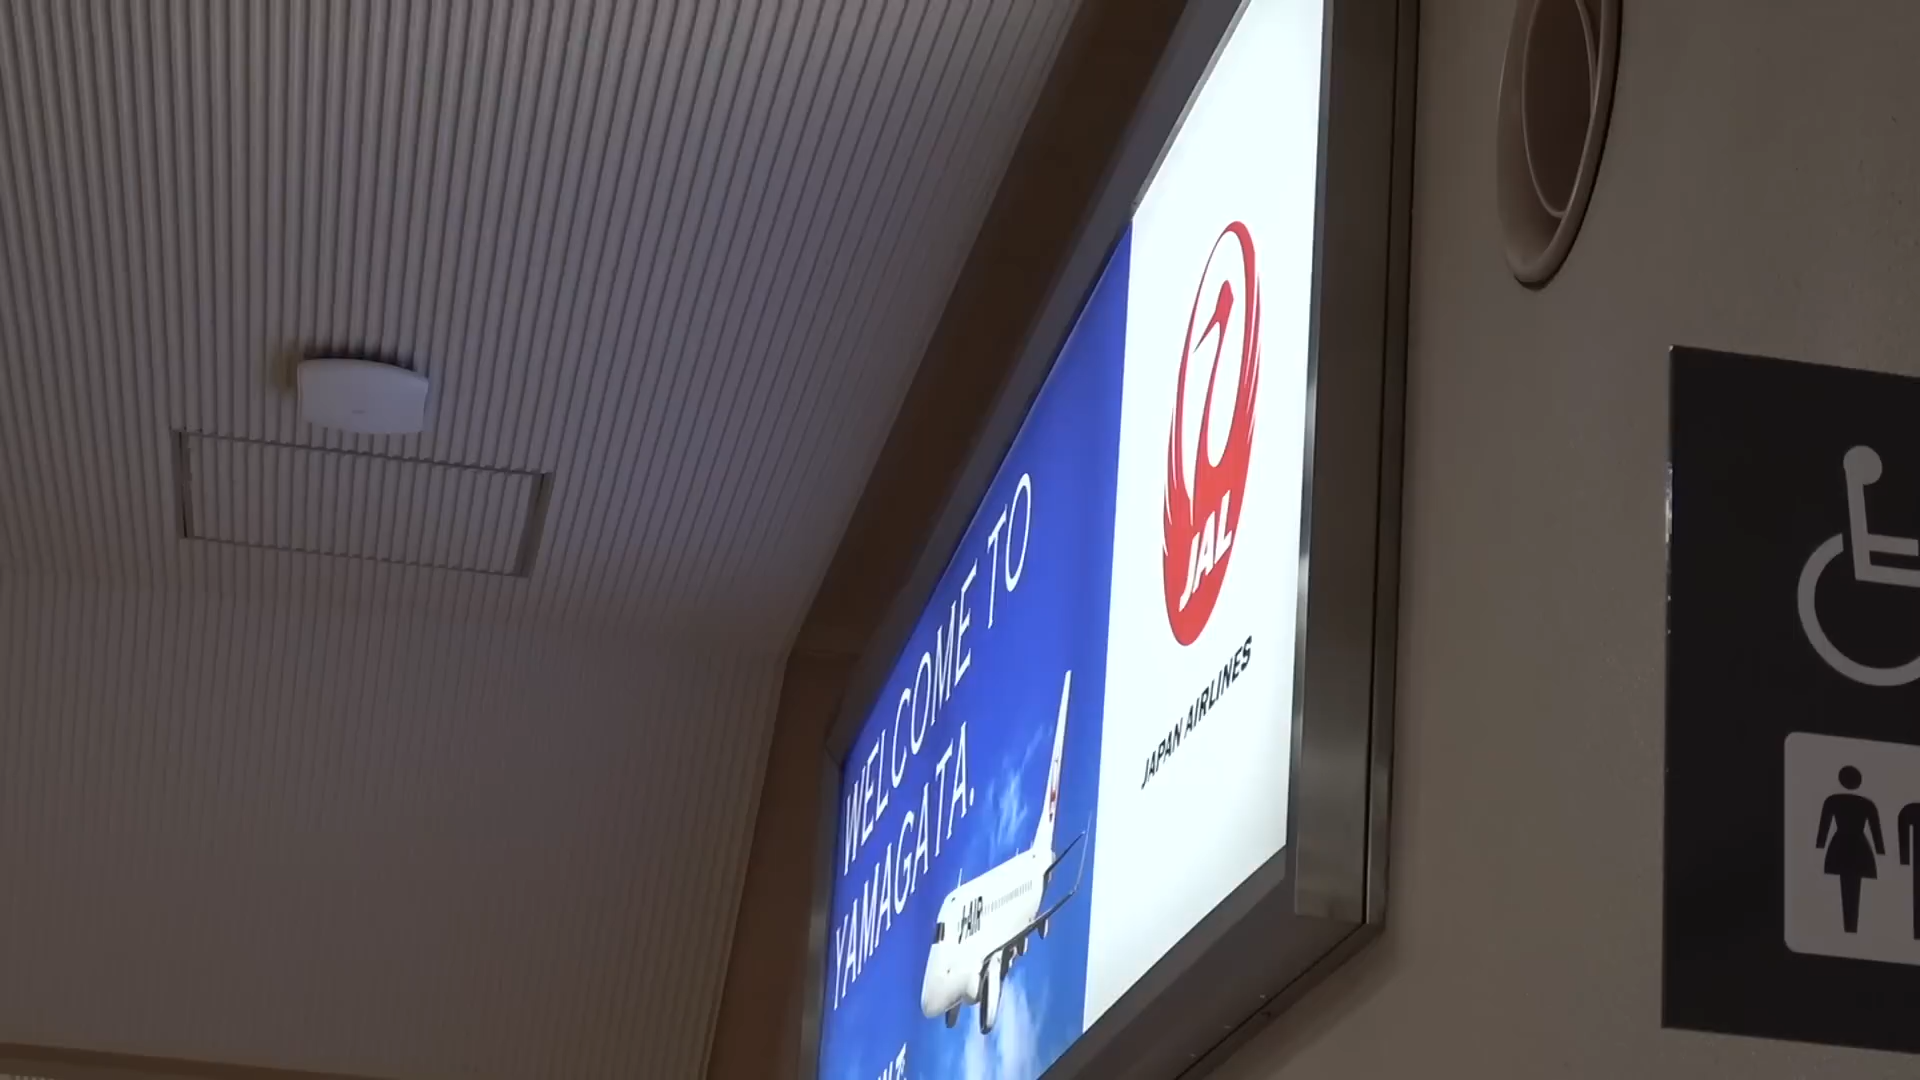 WELCOME TO
YAMAGATA.
J-AIR
JAL
JAPAN AIRLINES